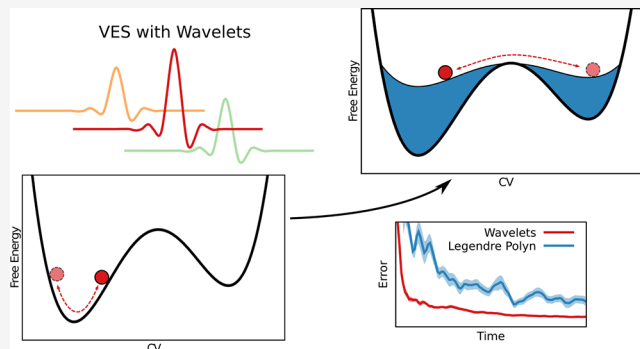 VES with Wavelets
Free Energy
CV
Free Energy
CV
Wavelets
Legendre Polyn
Error
Time